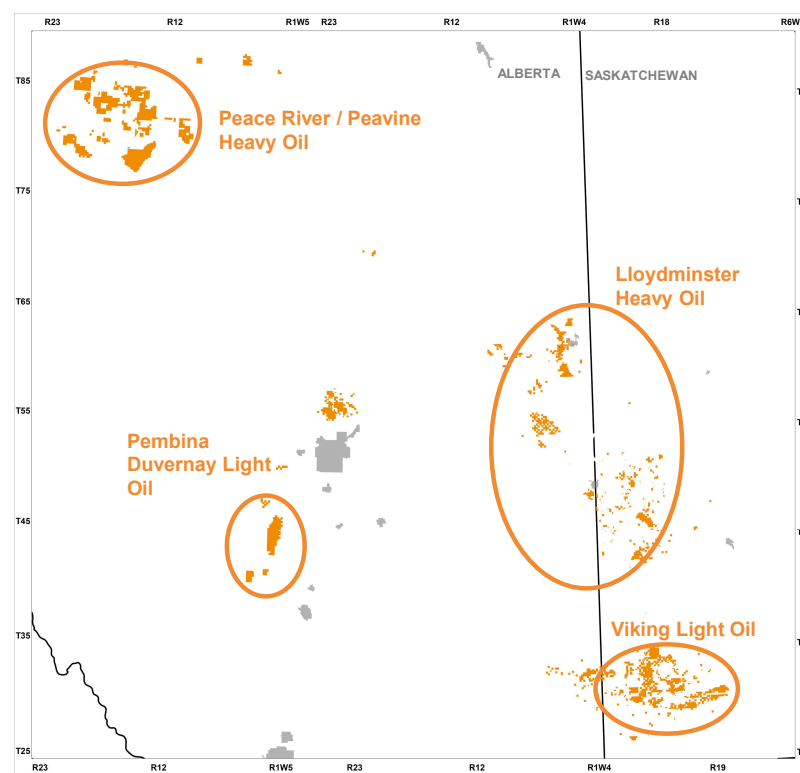 R23 R12 R1W5 R23 R12 R1W4 R18 R6W
T85
ALBERTA SASKATCHEWAN
Peace River / Peavine
Heavy Oil
T75
Lloydminster
Heavy Oil
T65
T55
Pembina
Duvernay Light
Oil
T45
T35
Viking Light Oil
T25
R23 R12 R1W5 R23 R12 R1W4 R19